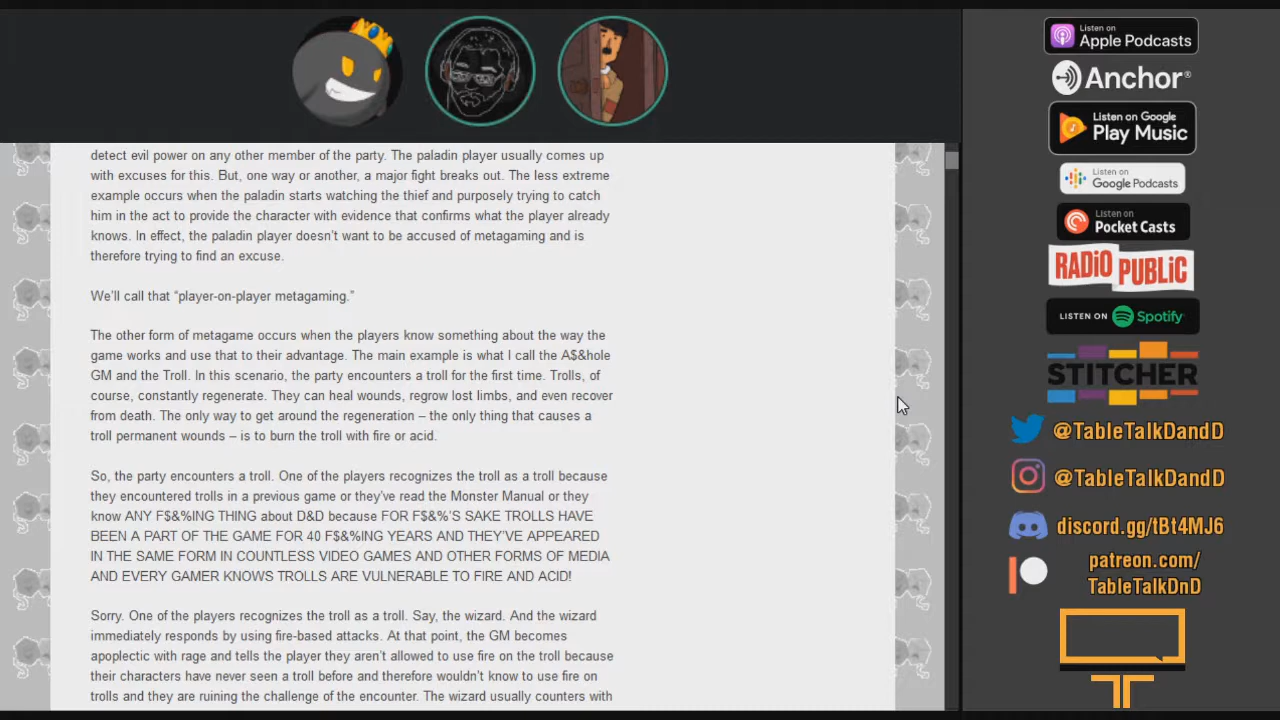 detect evil power on any other member of the party. The paladin player usually comes up
with excuses for this. But, one way or another, a major fight breaks out. The less extreme
example occurs when the paladin starts watching the thief and purposely trying to catch
him in the act to provide the character with evidence that confirms what the player already
knows. In effect, the paladin player doesn’t want to be accused of metagaming and is
therefore trying to find an excuse.
We’ll call that “player-on-player metagaming.”
The other form of metagame occurs when the players know something about the way the
game works and use that to their advantage. The main example is what I call the A$&hole
GM and the Troll. In this scenario, the party encounters a troll for the first time. Trolls, of
course, constantly regenerate. They can heal wounds, regrow lost limbs, and even recover
from death. The only way to get around the regeneration – the only thing that causes a
troll permanent wounds – is to burn the troll with fire or acid.
So, the party encounters a troll. One of the players recognizes the troll as a troll because
they encountered trolls in a previous game or they’ve read the Monster Manual or they
know ANY F$&%ING THING about D&D because FOR F$&%’S SAKE TROLLS HAVE
BEEN A PART OF THE GAME FOR 40 F$&%ING YEARS AND THEY’VE APPEARED
IN THE SAME FORM IN COUNTLESS VIDEO GAMES AND OTHER FORMS OF MEDIA
AND EVERY GAMER KNOWS TROLLS ARE VULNERABLE TO FIRE AND ACID!
Sorry. One of the players recognizes the troll as a troll. Say, the wizard. And the wizard
immediately responds by using fire-based attacks. At that point, the GM becomes
apoplectic with rage and tells the player they aren’t allowed to use fire on the troll because
their characters have never seen a troll before and therefore wouldn’t know to use fire on
trolls and they are ruining the challenge of the encounter. The wizard usually counters with
Listen on
Apple Podcasts
Anchor®
Listen on Google
Play Music
Listen on
Google Podcasts
Listen on
Pocket Casts
RADIO PUBLIC
LISTEN ON Spotify
STITCHER
@TableTalkDandD
@TableTalkDandD
discord.gg/tBt4MJ6
patreon.com/
TableTalkDnD